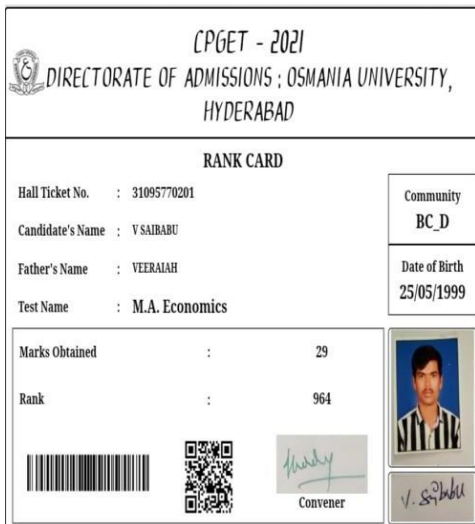 CPGET - 2021
DIRECTORATE OF ADMISSIONS : OSMANIA UNIVERSITY,
HYDERABAD
RANK CARD
Hall Ticket No. : 31095770201
Candidate's Name : V SAIBABU
Father's Name : VEERAIAH
Test Name : M.A. Economics
Community
BC_D
Date of Birth
25/05/1999
Marks Obtained : 29
Rank : 964
Convener
V. Saibabu